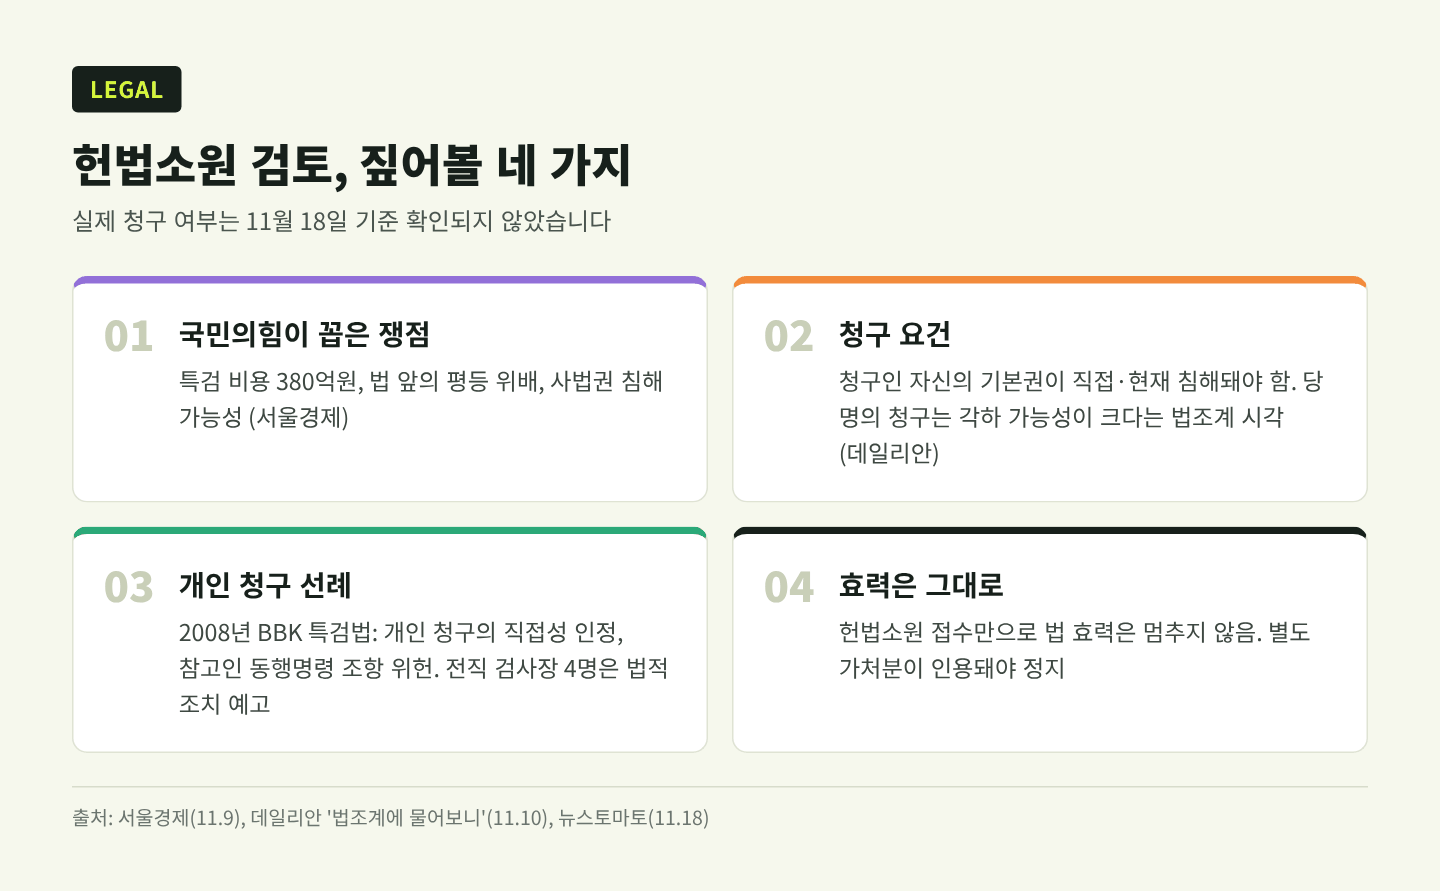 LEGAL
헌법소원 검토, 짚어볼 네 가지
실제 청구 여부는 11월 18일 기준 확인되지 않았습니다
01 국민의힘이 꼽은 쟁점
특검 비용 380억원, 법 앞의 평등 위배, 사법권 침해
가능성 (서울경제)
02 청구 요건
청구인 자신의 기본권이 직접·현재 침해돼야 함. 당
명의 청구는 각하 가능성이 크다는 법조계 시각
(데일리안)
03 개인 청구 선례
2008년 BBK 특검법: 개인 청구의 직접성 인정,
참고인 동행명령 조항 위헌. 전직 검사장 4명은 법적
조치 예고
04 효력은 그대로
헌법소원 접수만으로 법 효력은 멈추지 않음. 별도
가처분이 인용돼야 정지
출처: 서울경제(11.9), 데일리안 '법조계에 물어보니'(11.10), 뉴스토마토(11.18)